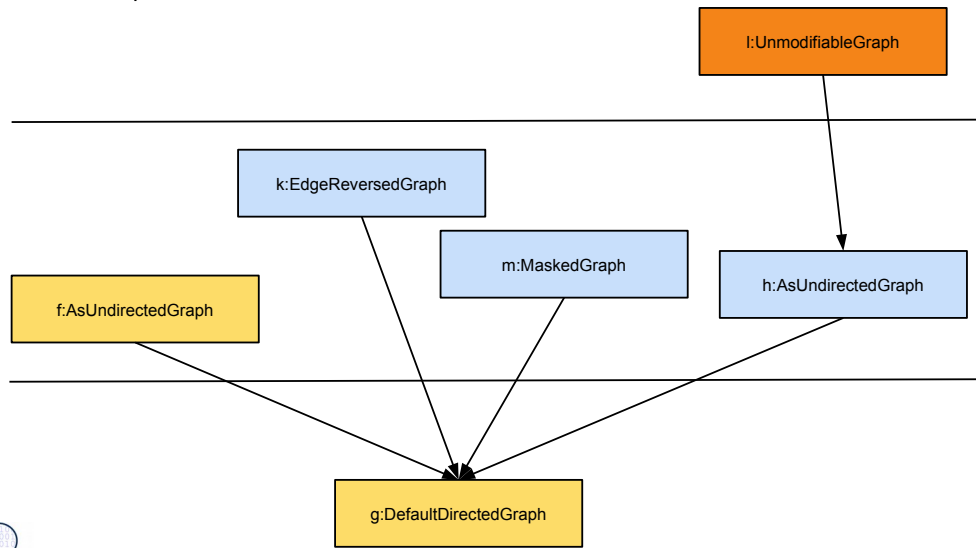 l:UnmodifiableGraph
k:EdgeReversedGraph
m:MaskedGraph
h:AsUndirectedGraph
f:AsUndirectedGraph
g:DefaultDirectedGraph